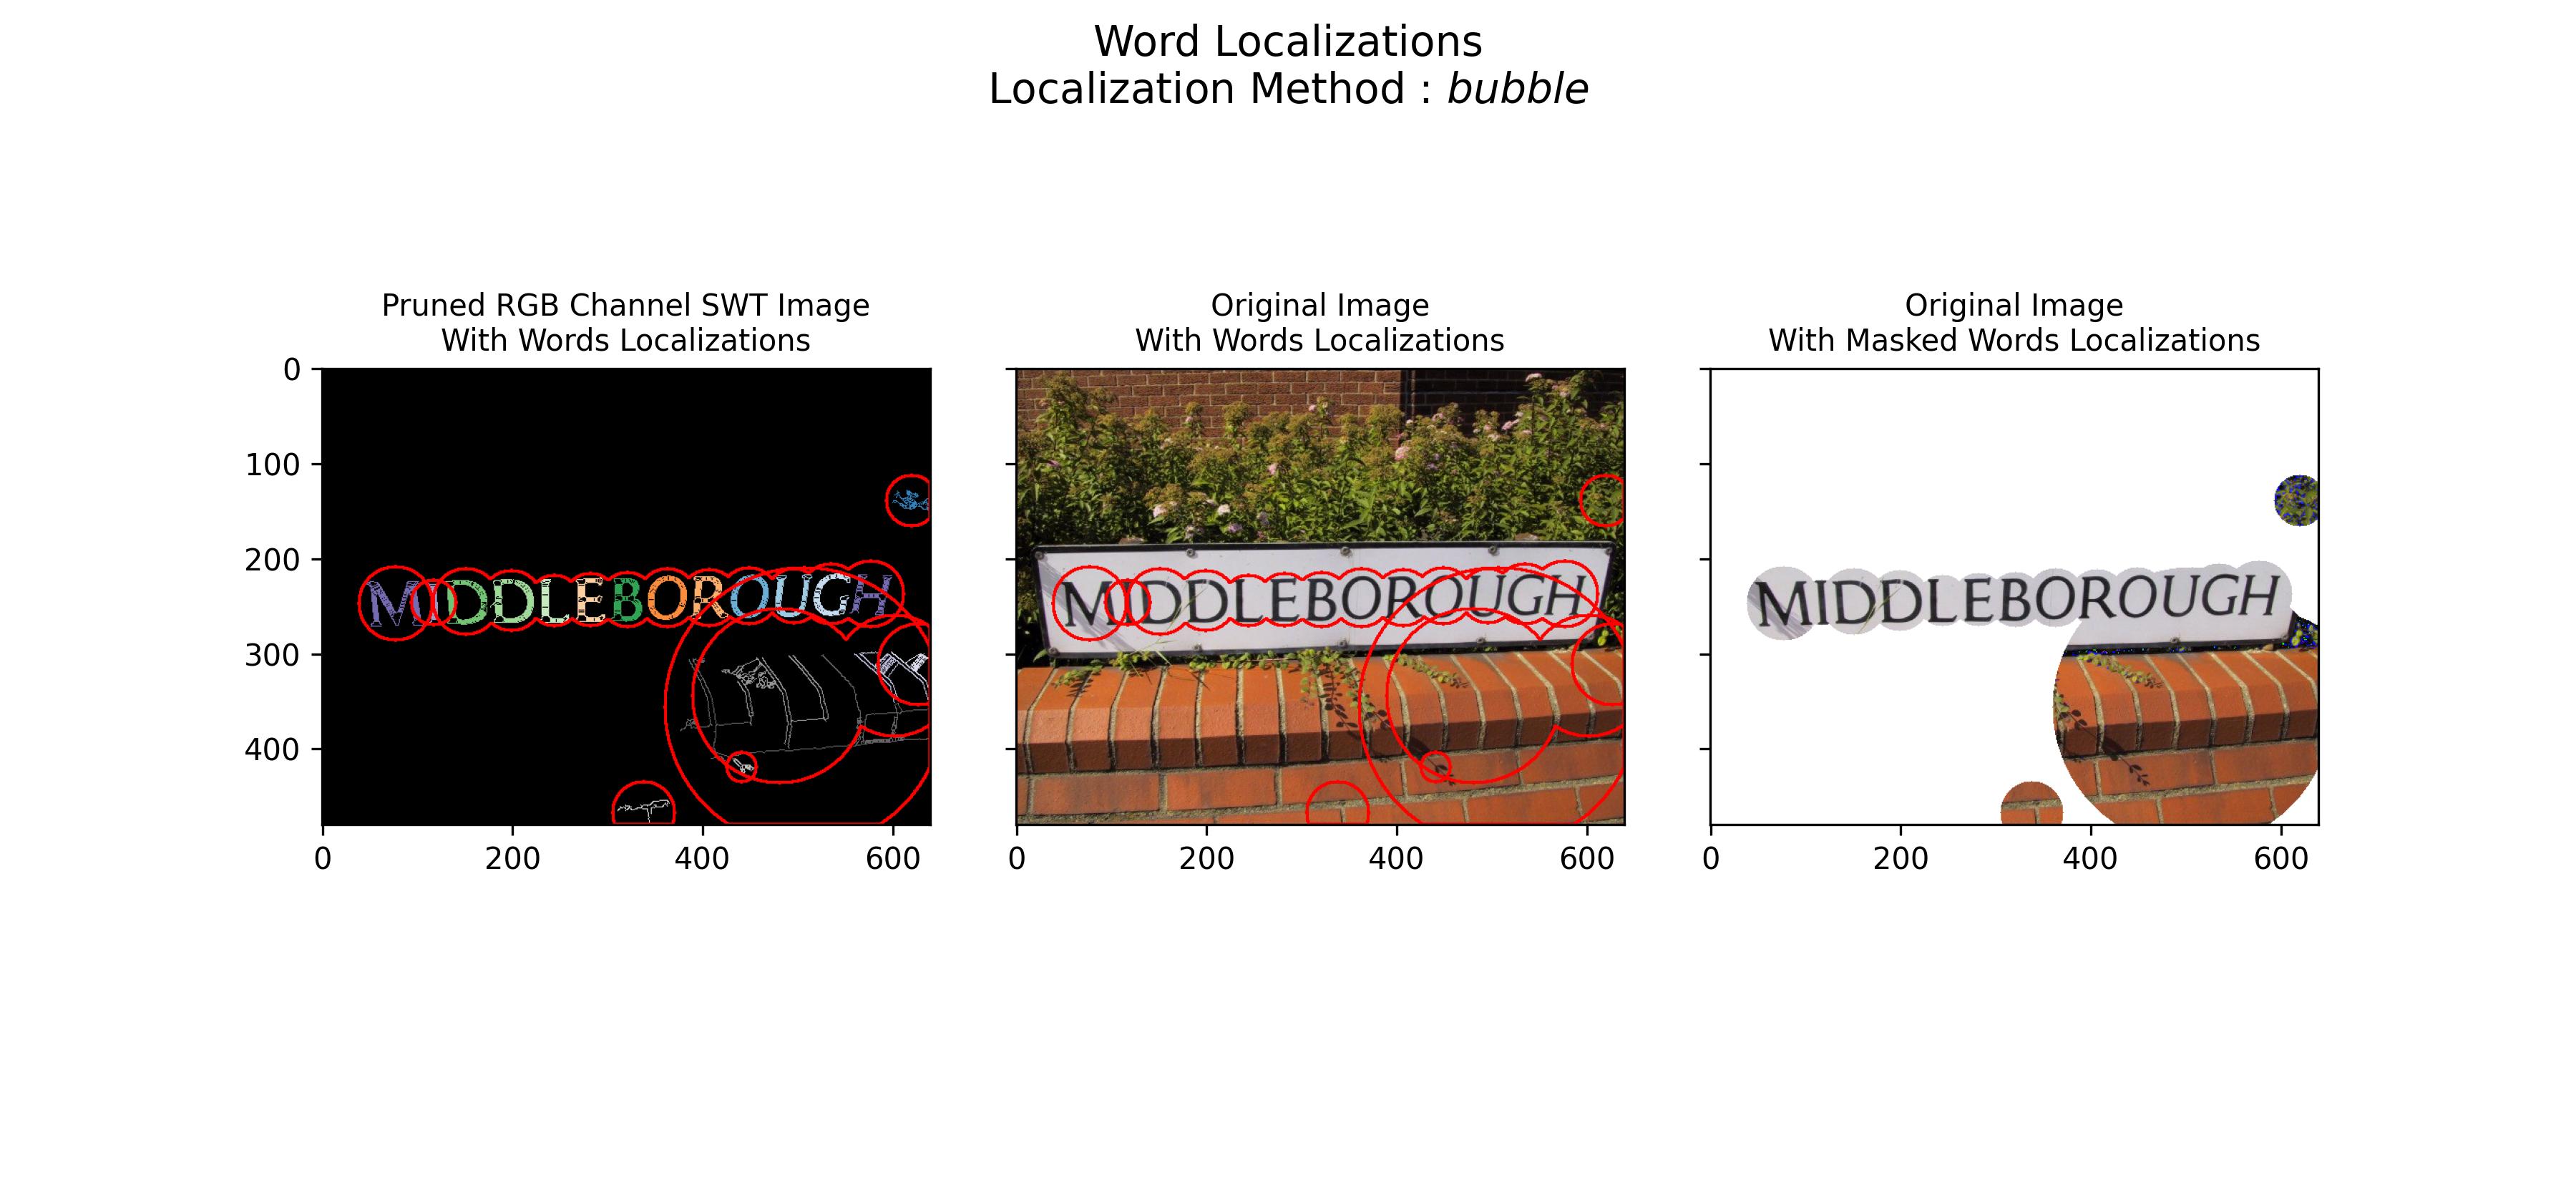 Word Localizations
Localization Method : bubble
Pruned RGB Channel SWT Image
With Words Localizations
Original Image
With Words Localizations
Original Image
With Masked Words Localizations
0
100
200
300
400
MIDDLEBOROUGH
MIDDLEBOROUGH
MIDDLEBOROUGH
0 200 400 600
0 200 400 600
0 200 400 600